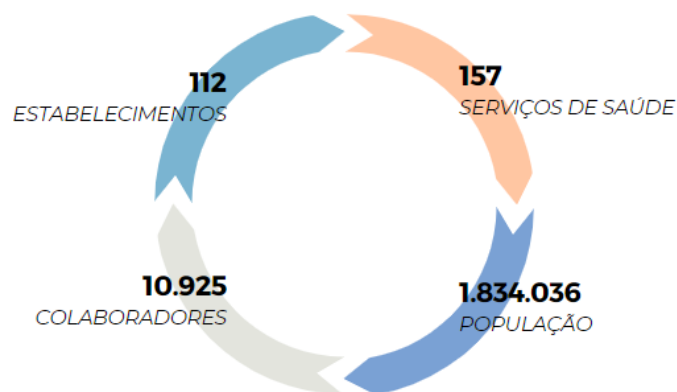 112
ESTABELECIMENTOS
157
SERVIÇOS DE SAÚDE
10.925
COLABORADORES
1.834.036
POPULAÇÃO